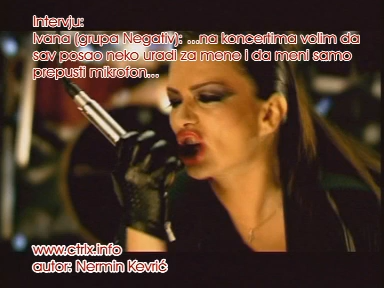 Intervju:
Ivana (grupa Negativ): ...na koncertima volim da
sav posao neko uradi za mene i da meni samo
prepusti mikrofon...
www.ctrlx.info
autor: Nermin Kevrić